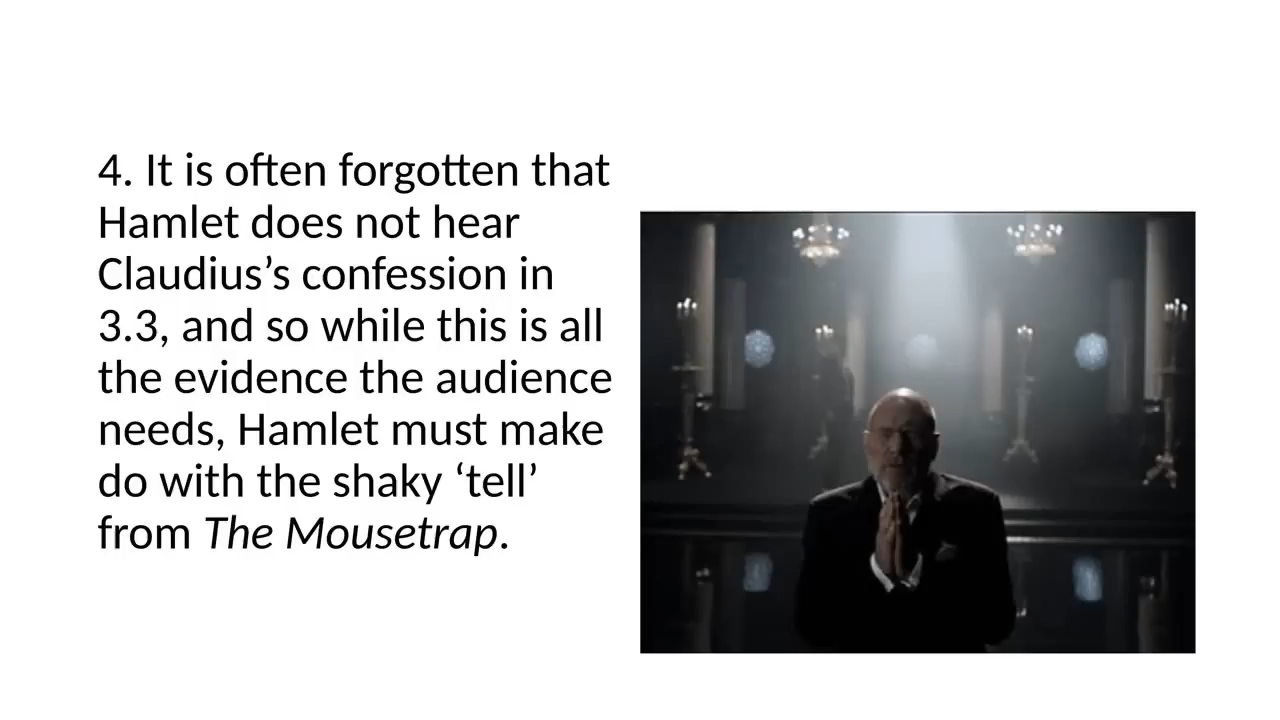 4. It is often forgotten that
Hamlet does not hear
Claudius’s confession in
3.3, and so while this is all
the evidence the audience
needs, Hamlet must make
do with the shaky ‘tell’
from The Mousetrap.